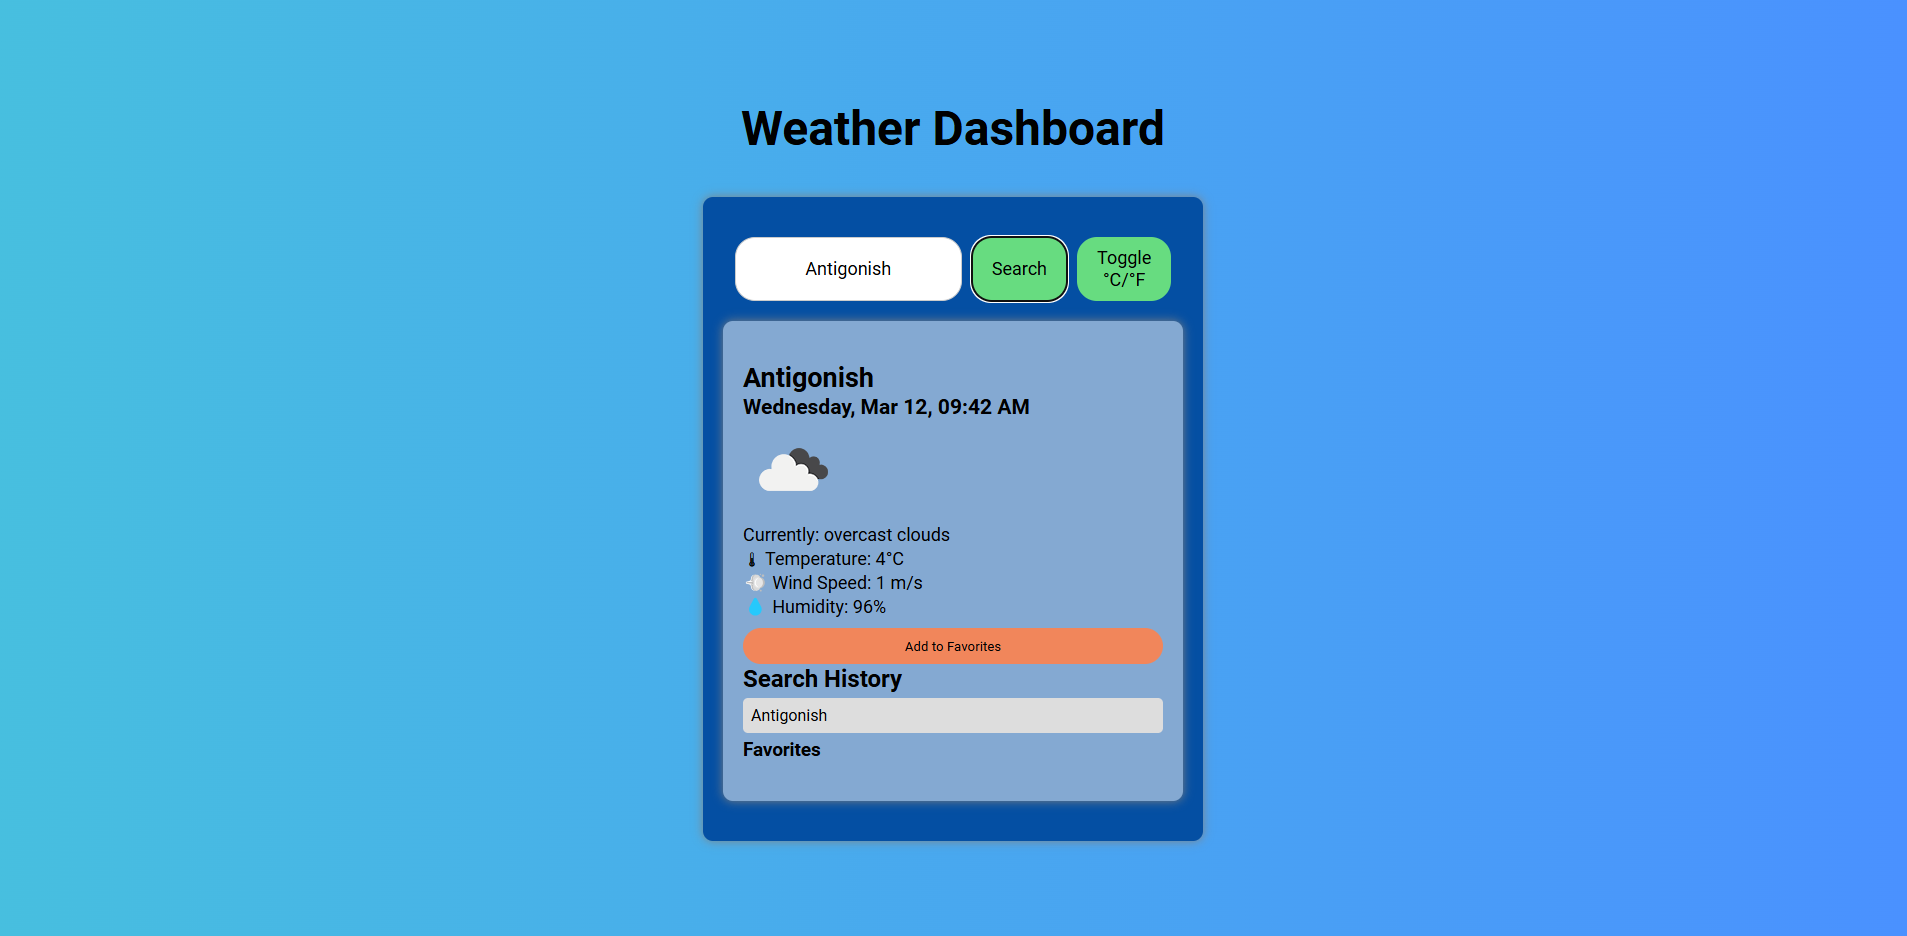 Weather Dashboard
Antigonish
Search
Toggle
°C/°F
Antigonish
Wednesday, Mar 12, 09:42 AM
Currently: overcast clouds
🌡 Temperature: 4°C
💨 Wind Speed: 1 m/s
💧 Humidity: 96%
Add to Favorites
Search History
Antigonish
Favorites